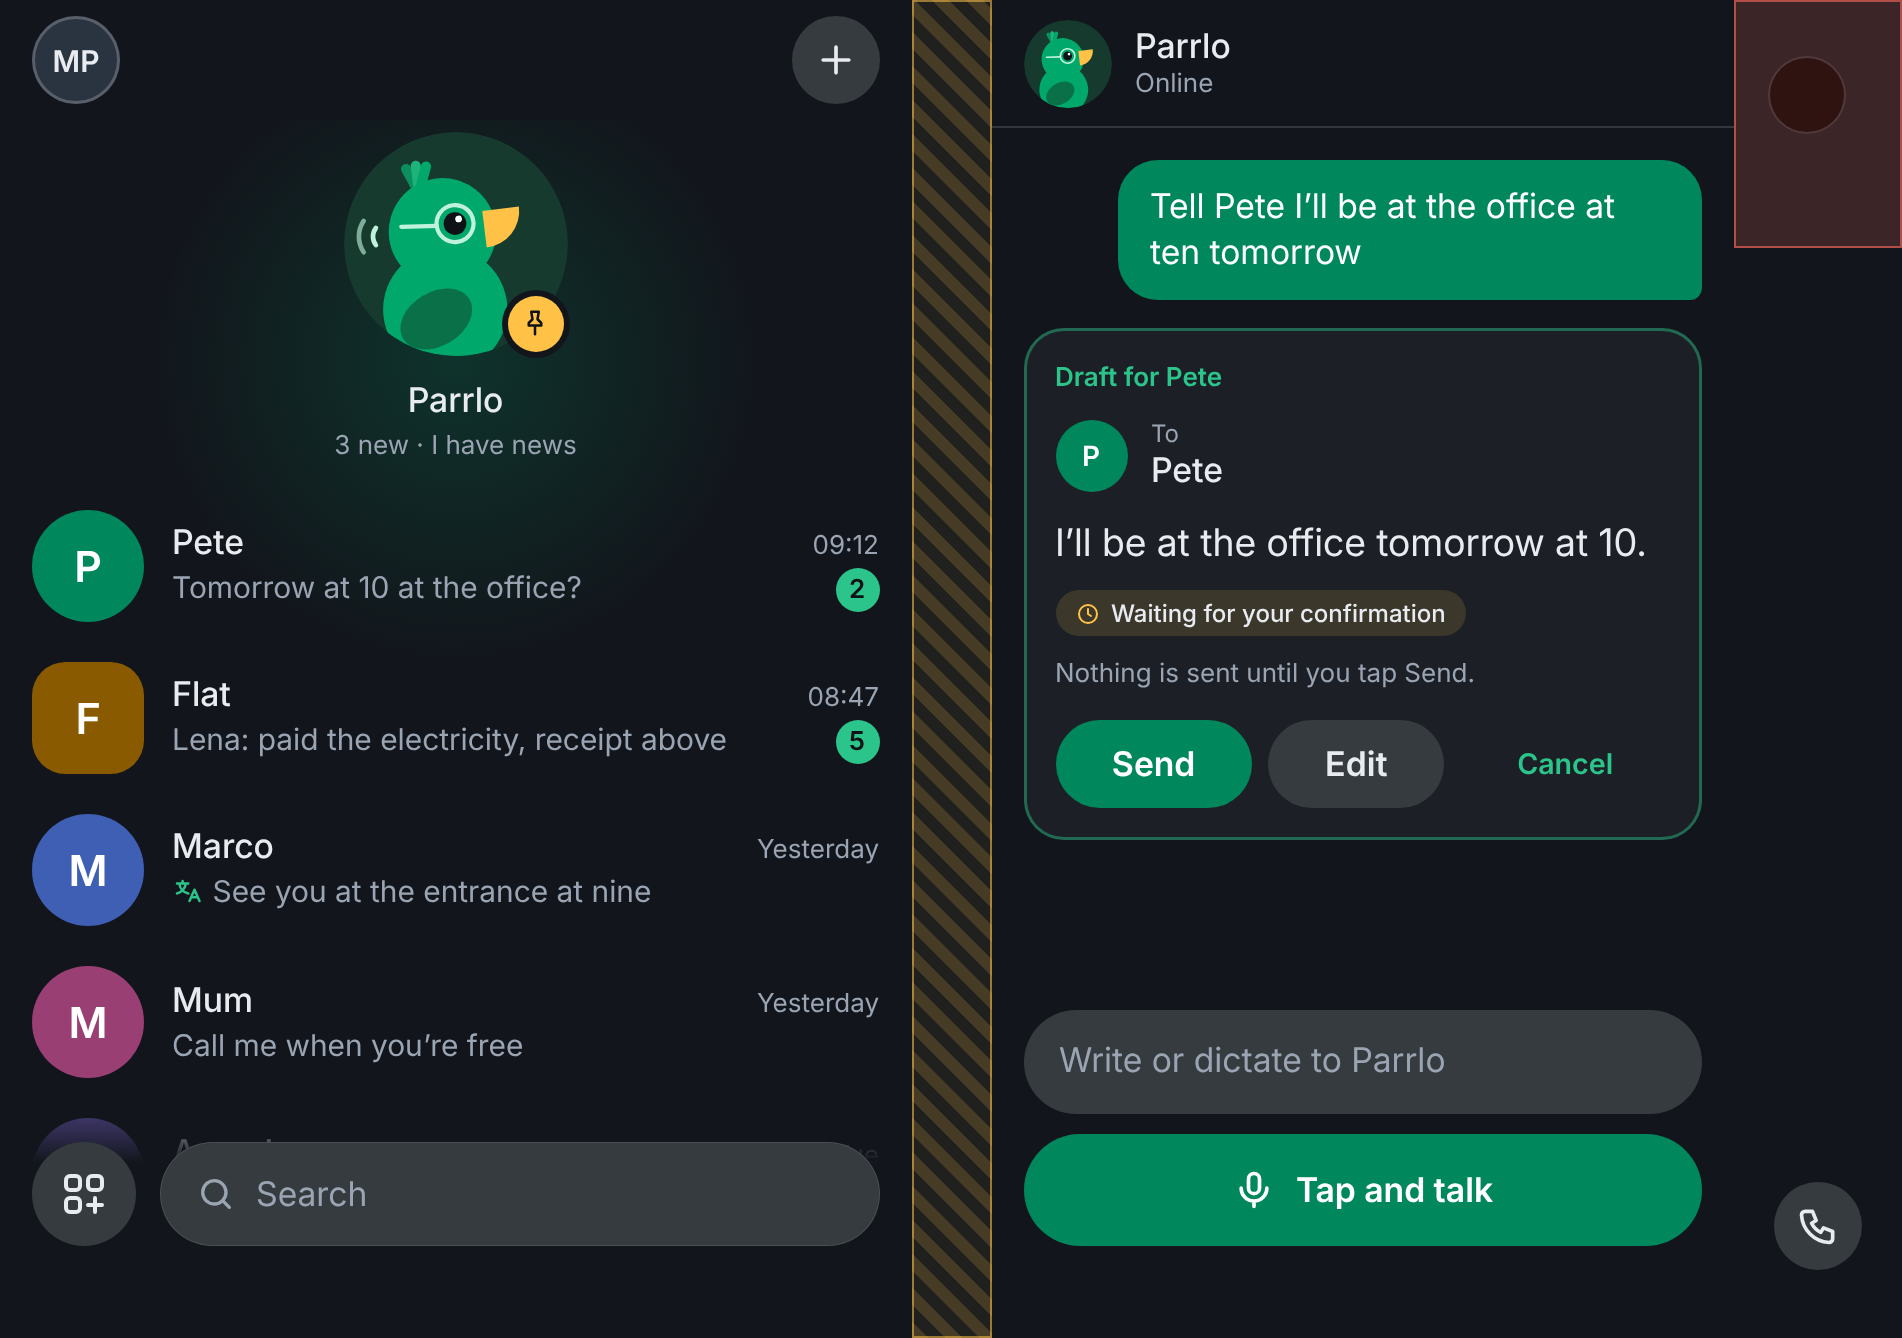 MP
Parrlo
3 new · I have news
P
Pete
09:12
Tomorrow at 10 at the office?
2
F
Flat
08:47
Lena: paid the electricity, receipt above
5
M
Marco
Yesterday
See you at the entrance at nine
M
Mum
Yesterday
Call me when you’re free
Search
Parrlo
Online
Tell Pete I’ll be at the office at
ten tomorrow
Draft for Pete
P
To
Pete
I’ll be at the office tomorrow at 10.
Waiting for your confirmation
Nothing is sent until you tap Send.
Send
Edit
Cancel
Write or dictate to Parrlo
Tap and talk